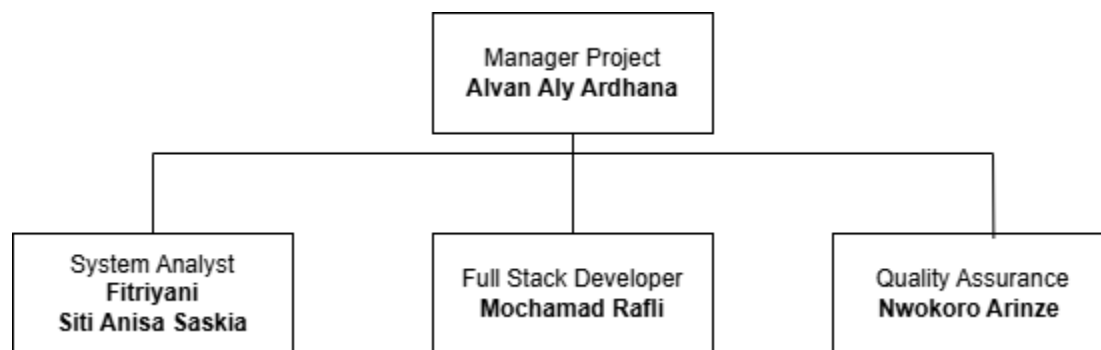 Manager Project
Alvan Aly Ardhana
System Analyst
Fitriyani
Siti Anisa Saskia
Full Stack Developer
Mochamad Rafli
Quality Assurance
Nwokoro Arinze